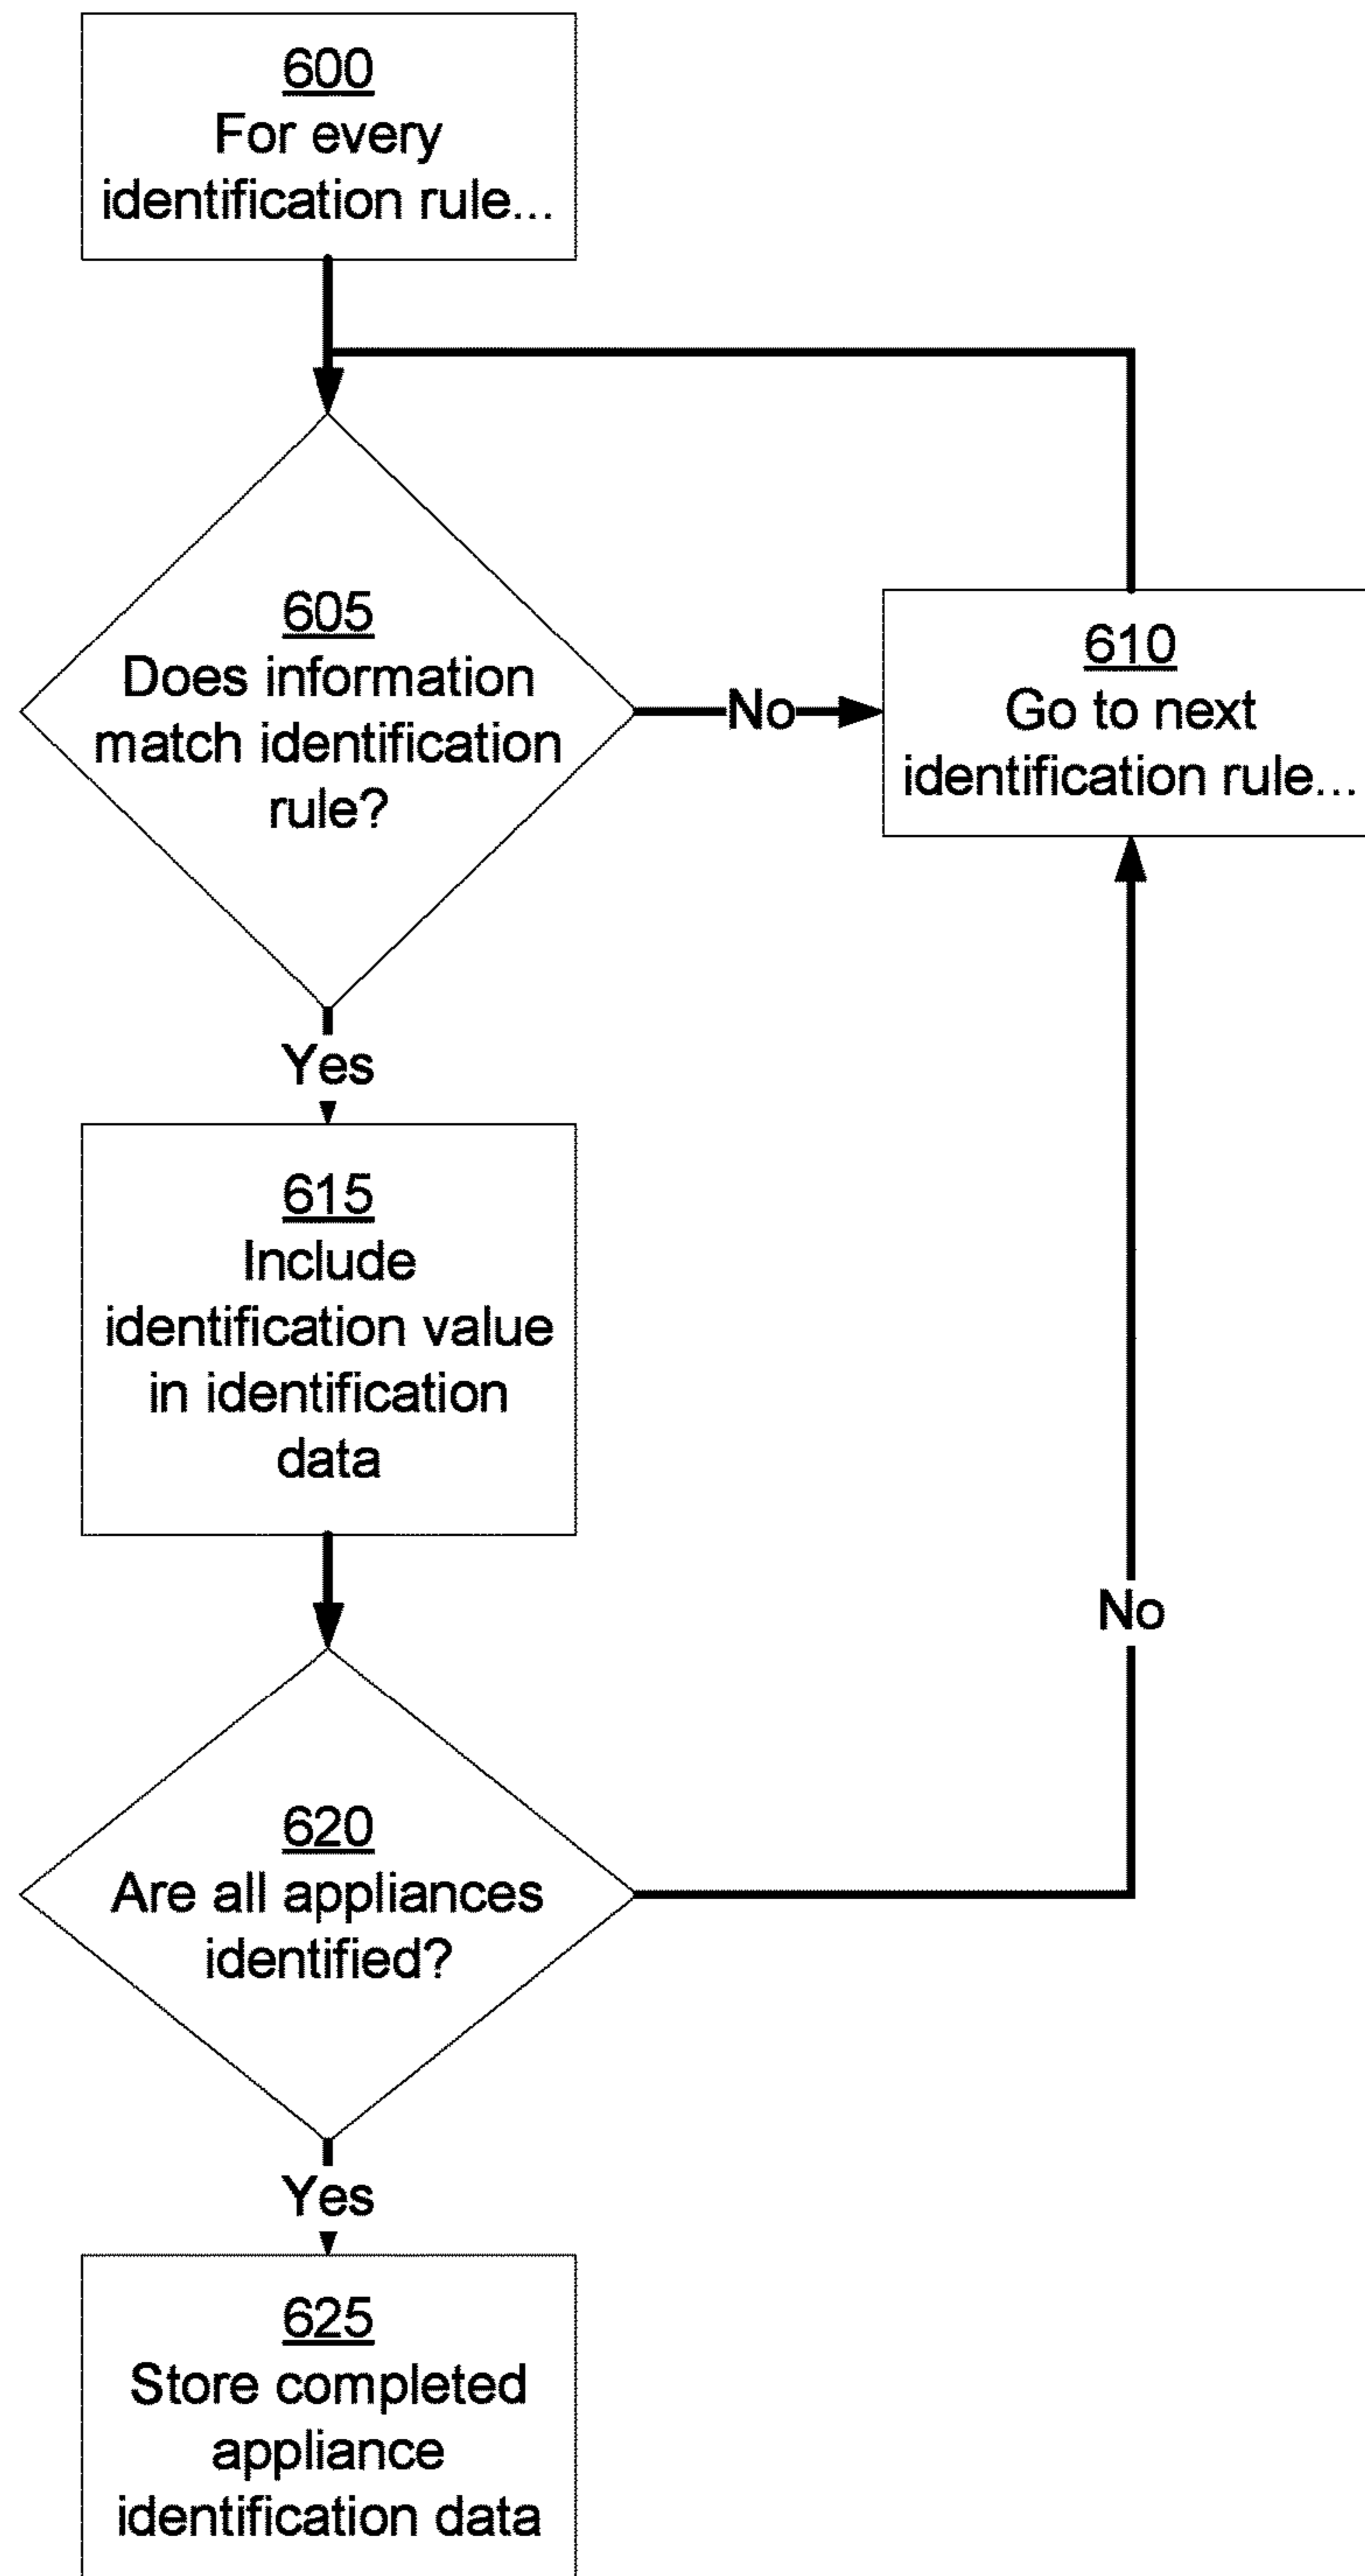 600
For every
identification rule...
605
Does information
match identification
rule?
No
610
Go to next
identification rule...
Yes
615
Include
identification value
in identification
data
No
620
Are all appliances
identified?
Yes
625
Store completed
appliance
identification data